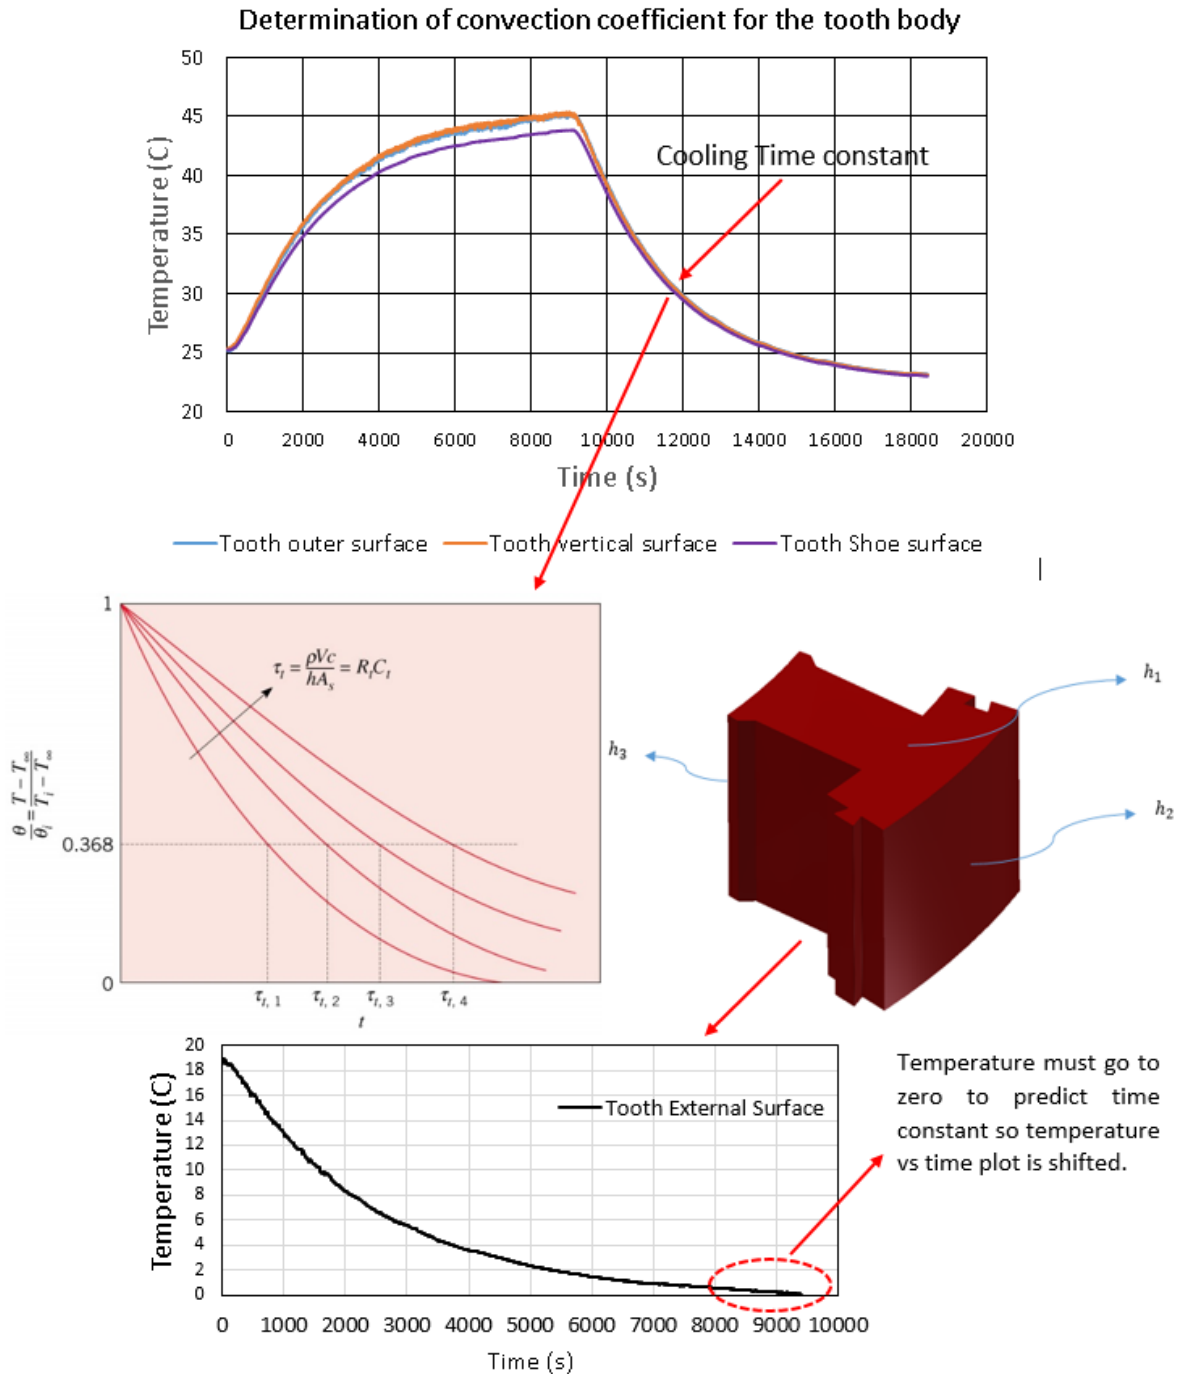 Determination of convection coefficient for the tooth body
50
45
40
35
30
25
20
Temperature (C)
Cooling Time constant
0 2000 4000 6000 8000 10000 12000 14000 16000 18000 20000
Time (s)
Tooth outer surface Tooth vertical surface Tooth Shoe surface
1
0.368
0
θ/θi = T − T∞/Ti − T∞
τt = ρVc/hAs = RtCt
τt, 1 τt, 2 τt, 3 τt, 4
t
h1
h3
h2
20
18
16
14
12
10
8
6
4
2
0
Temperature (C)
Tooth External Surface
0 1000 2000 3000 4000 5000 6000 7000 8000 9000 10000
Time (s)
Temperature must go to
zero to predict time
constant so temperature
vs time plot is shifted.